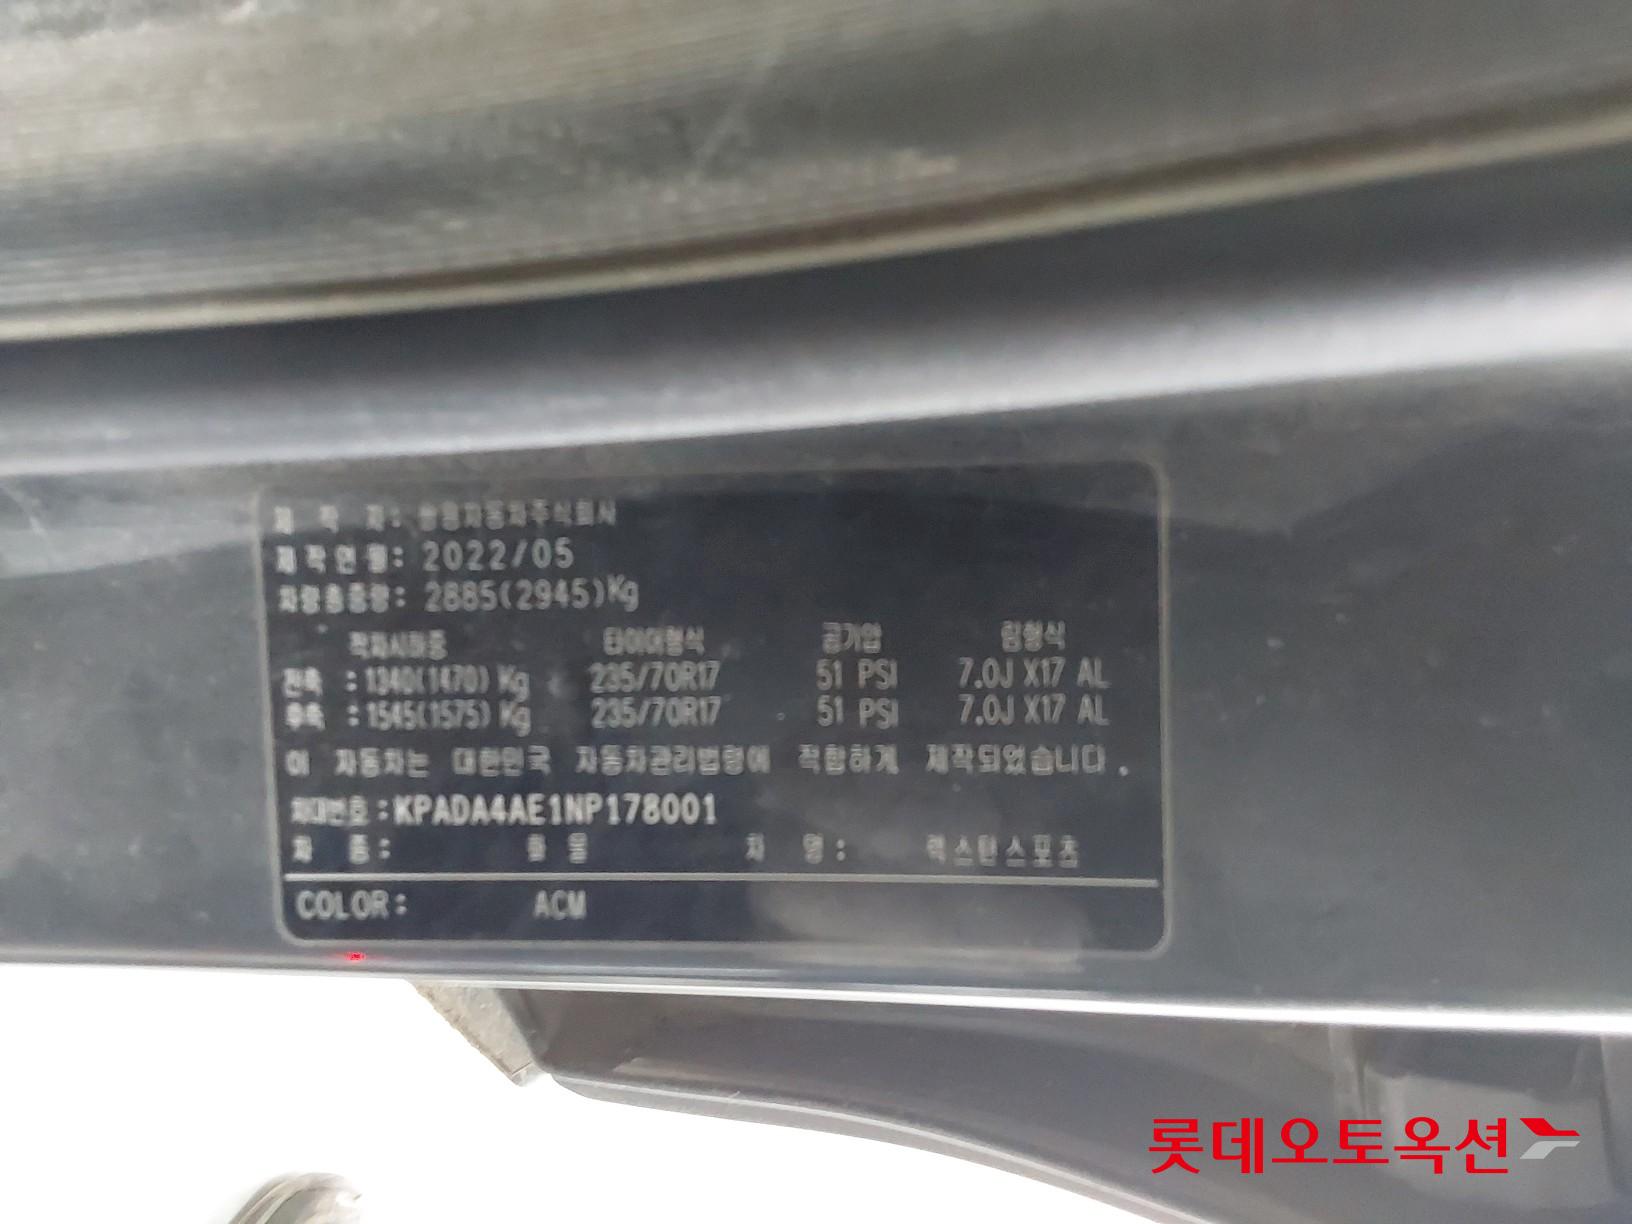 제 작 자: 쌍용자동차주식회사
제작연월: 2022/05
차량총중량: 2885(2945)Kg
적차시하중 타이어형식 공기압 림형식
전축 : 1340(1470) Kg 235/70R17 51 PSI 7.0J X17 AL
후축 : 1545(1575) Kg 235/70R17 51 PSI 7.0J X17 AL
이 자동차는 대한민국 자동차관리법령에 적합하게 제작되었습니다.
차대번호 : KPADA4AE1NP178001
차 종: 화물 차 명: 렉스턴스포츠
COLOR: ACM
롯데오토옥션